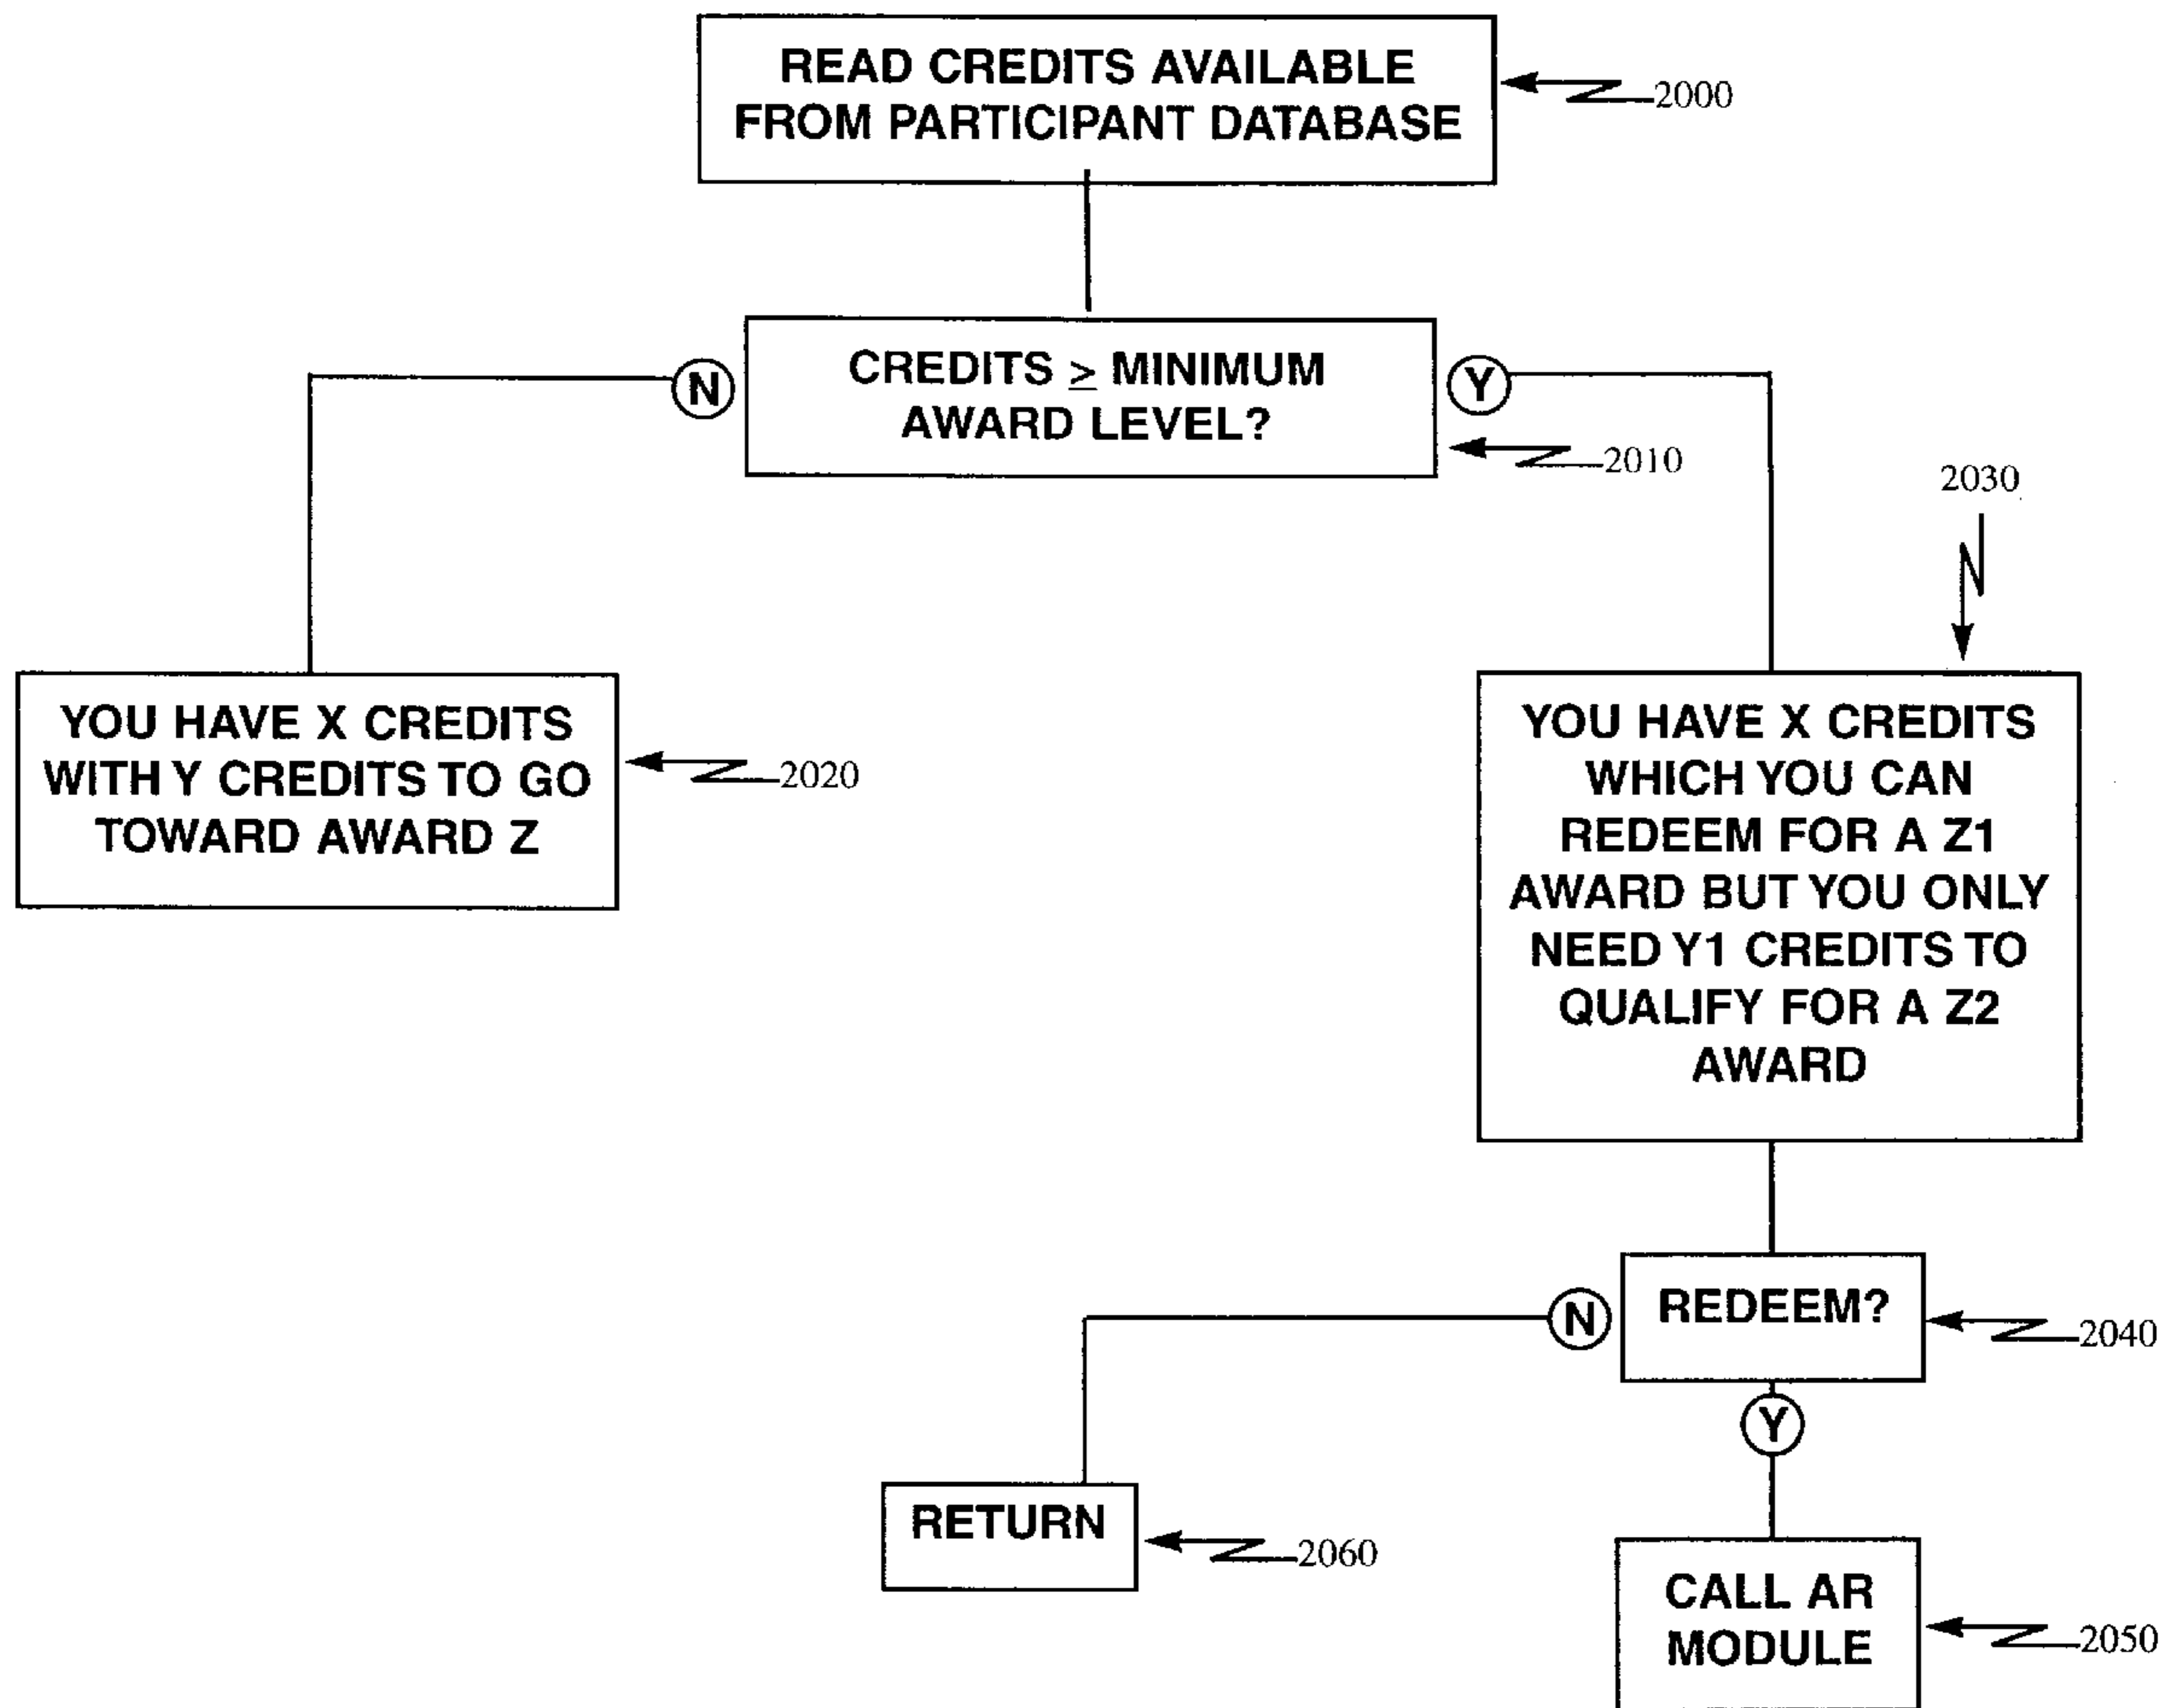 READ CREDITS AVAILABLE
FROM PARTICIPANT DATABASE
2000
CREDITS ≥ MINIMUM
AWARD LEVEL?
N
Y
2010
2030
YOU HAVE X CREDITS
WITH Y CREDITS TO GO
TOWARD AWARD Z
2020
YOU HAVE X CREDITS
WHICH YOU CAN
REDEEM FOR A Z1
AWARD BUT YOU ONLY
NEED Y1 CREDITS TO
QUALIFY FOR A Z2
AWARD
N
REDEEM?
2040
Y
RETURN
2060
CALL AR
MODULE
2050